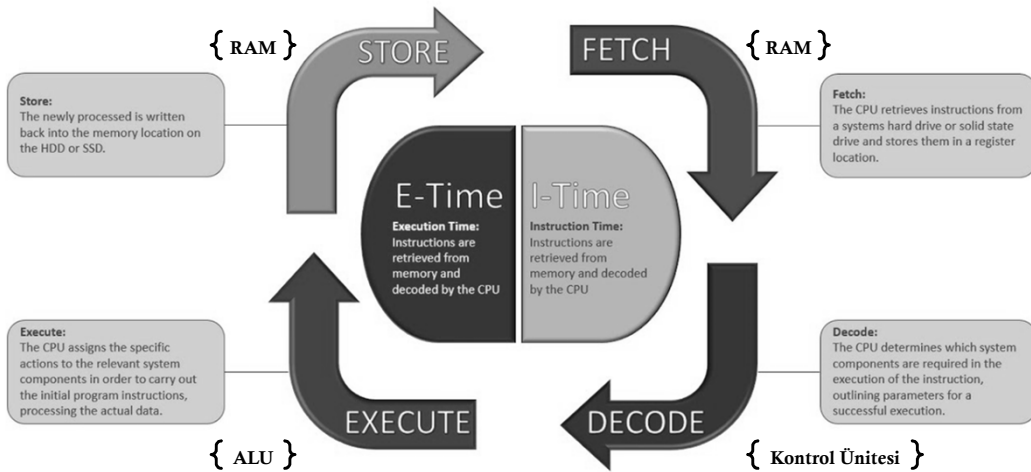 { RAM }
STORE
FETCH
{ RAM }
Store:
The newly processed is written
back into the memory location on
the HDD or SSD.
Fetch:
The CPU retrieves instructions from
a systems hard drive or solid state
drive and stores them in a register
location.
E-Time
Execution Time:
Instructions are
retrieved from
memory and
decoded by the CPU
I-Time
Instruction Time:
Instructions are
retrieved from
memory and decoded
by the CPU
Execute:
The CPU assigns the specific
actions to the relevant system
components in order to carry out
the initial program instructions,
processing the actual data.
Decode:
The CPU determines which system
components are required in the
execution of the instruction,
outlining parameters for a
successful execution.
EXECUTE
DECODE
{ ALU }
{ Kontrol Ünitesi }